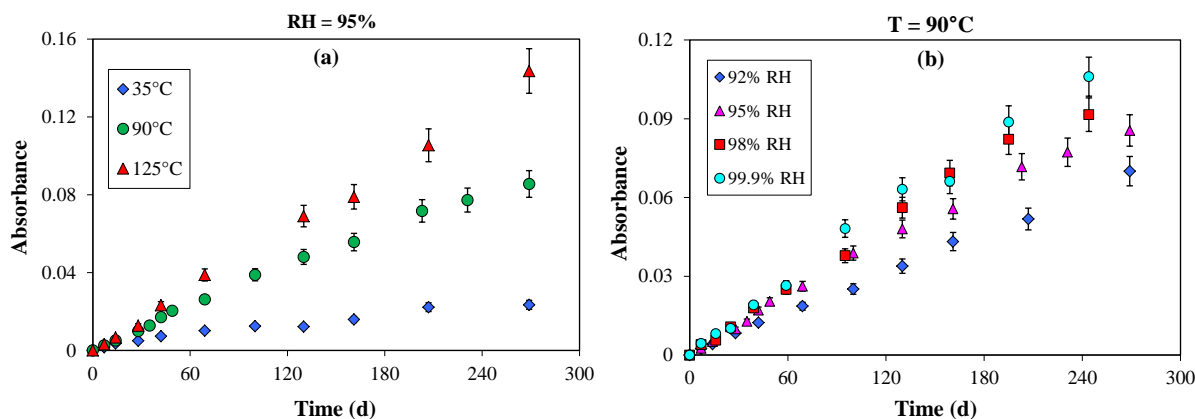 RH = 95%
(a)
35°C
90°C
125°C
0.16
0.12
0.08
0.04
0
0 60 120 180 240 300
Absorbance
Time (d)
T = 90°C
(b)
92% RH
95% RH
98% RH
99.9% RH
0.12
0.09
0.06
0.03
0
0 60 120 180 240 300
Absorbance
Time (d)